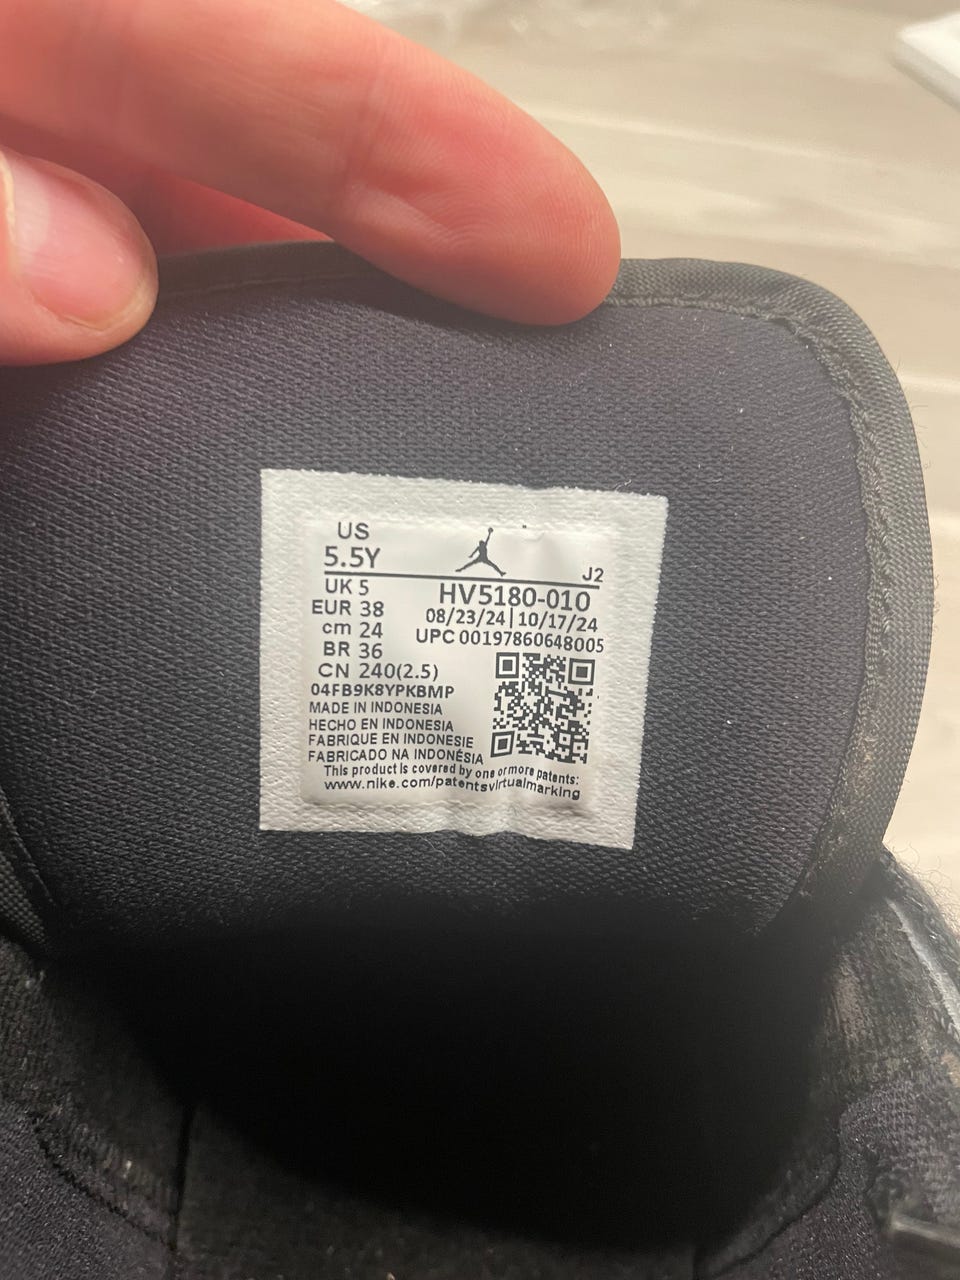 US
5.5Y
J2
UK 5
HV5180-010
EUR 38
08/23/24|10/17/24
cm 24
UPC 00197860648005
BR 36
CN 240(2.5)
04FB9K8YPKBMP
MADE IN INDONESIA
HECHO EN INDONESIA
FABRIQUE EN INDONESIE
FABRICADO NA INDONÉSIA
This product is covered by one or more patents:
www.nike.com/patentsvirtualmarking